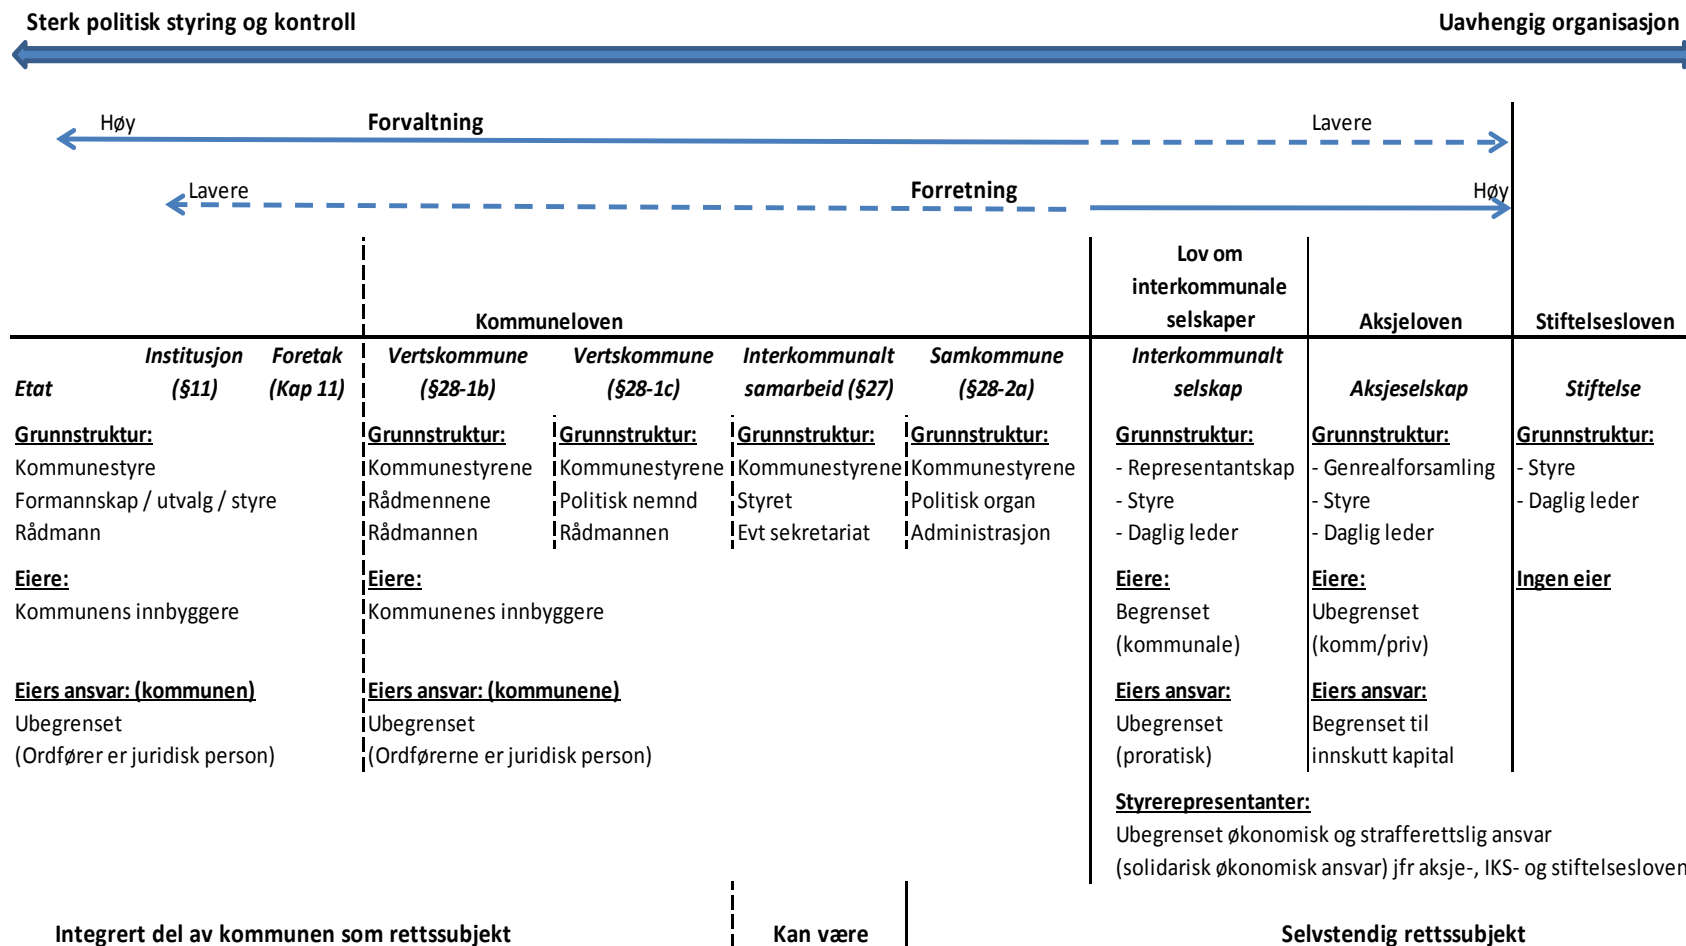 Sterk politisk styring og kontroll
Uavhengig organisasjon
Høy
Forvaltning
Lavere
Lavere
Forretning
Høy
Kommuneloven
Lov om
interkommunale
selskaper
Aksjeloven
Stiftelsesloven
Etat
Institusjon
(§11)
Foretak
(Kap 11)
Vertskommune
(§28-1b)
Vertskommune
(§28-1c)
Interkommunalt
samarbeid (§27)
Samkommune
(§28-2a)
Interkommunalt
selskap
Aksjeselskap
Stiftelse
Grunnstruktur:
Kommunestyre
Formannskap / utvalg / styre
Rådmann
Grunnstruktur:
Kommunestyrene
Rådmennene
Rådmannen
Grunnstruktur:
Kommunestyrene
Politisk nemnd
Rådmannen
Grunnstruktur:
Kommunestyrene
Styret
Evt sekretariat
Grunnstruktur:
Kommunestyrene
Politisk organ
Administrasjon
Grunnstruktur:
- Representantskap
- Styre
- Daglig leder
Grunnstruktur:
- Genrealforsamling
- Styre
- Daglig leder
Grunnstruktur:
- Styre
- Daglig leder
Eiere:
Kommunens innbyggere
Eiere:
Kommunenes innbyggere
Eiere:
Begrenset
(kommunale)
Eiere:
Ubegrenset
(komm/priv)
Ingen eier
Eiers ansvar: (kommunen)
Ubegrenset
(Ordfører er juridisk person)
Eiers ansvar: (kommunene)
Ubegrenset
(Ordførerne er juridisk person)
Eiers ansvar:
Ubegrenset
(proratisk)
Eiers ansvar:
Begrenset til
innskutt kapital
Styrerepresentanter:
Ubegrenset økonomisk og strafferettslig ansvar
(solidarisk økonomisk ansvar) jfr aksje-, IKS- og stiftelsesloven
Integrert del av kommunen som rettssubjekt
Kan være
Selvstendig rettssubjekt